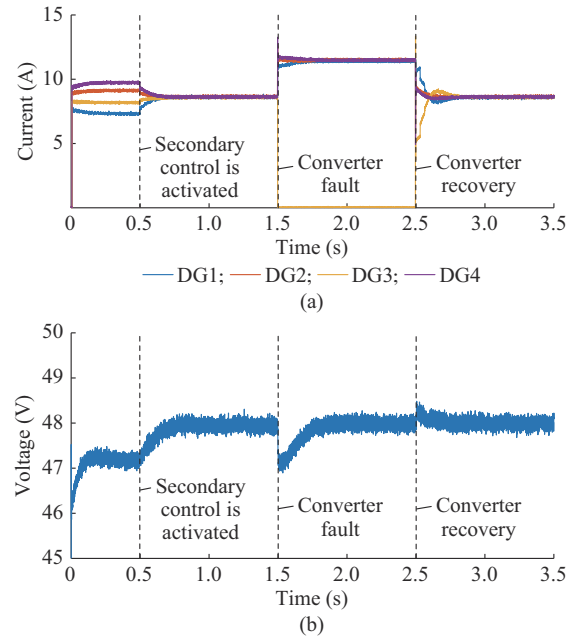 15
10
5
Current (A)
Secondary
control is
activated
Converter
fault
Converter
recovery
0 0.5 1.0 1.5 2.0 2.5 3.0 3.5
Time (s)
DG1; DG2; DG3; DG4
(a)
50
49
48
47
46
45
Voltage (V)
Secondary
control is
activated
Converter
fault
Converter
recovery
0 0.5 1.0 1.5 2.0 2.5 3.0 3.5
Time (s)
(b)